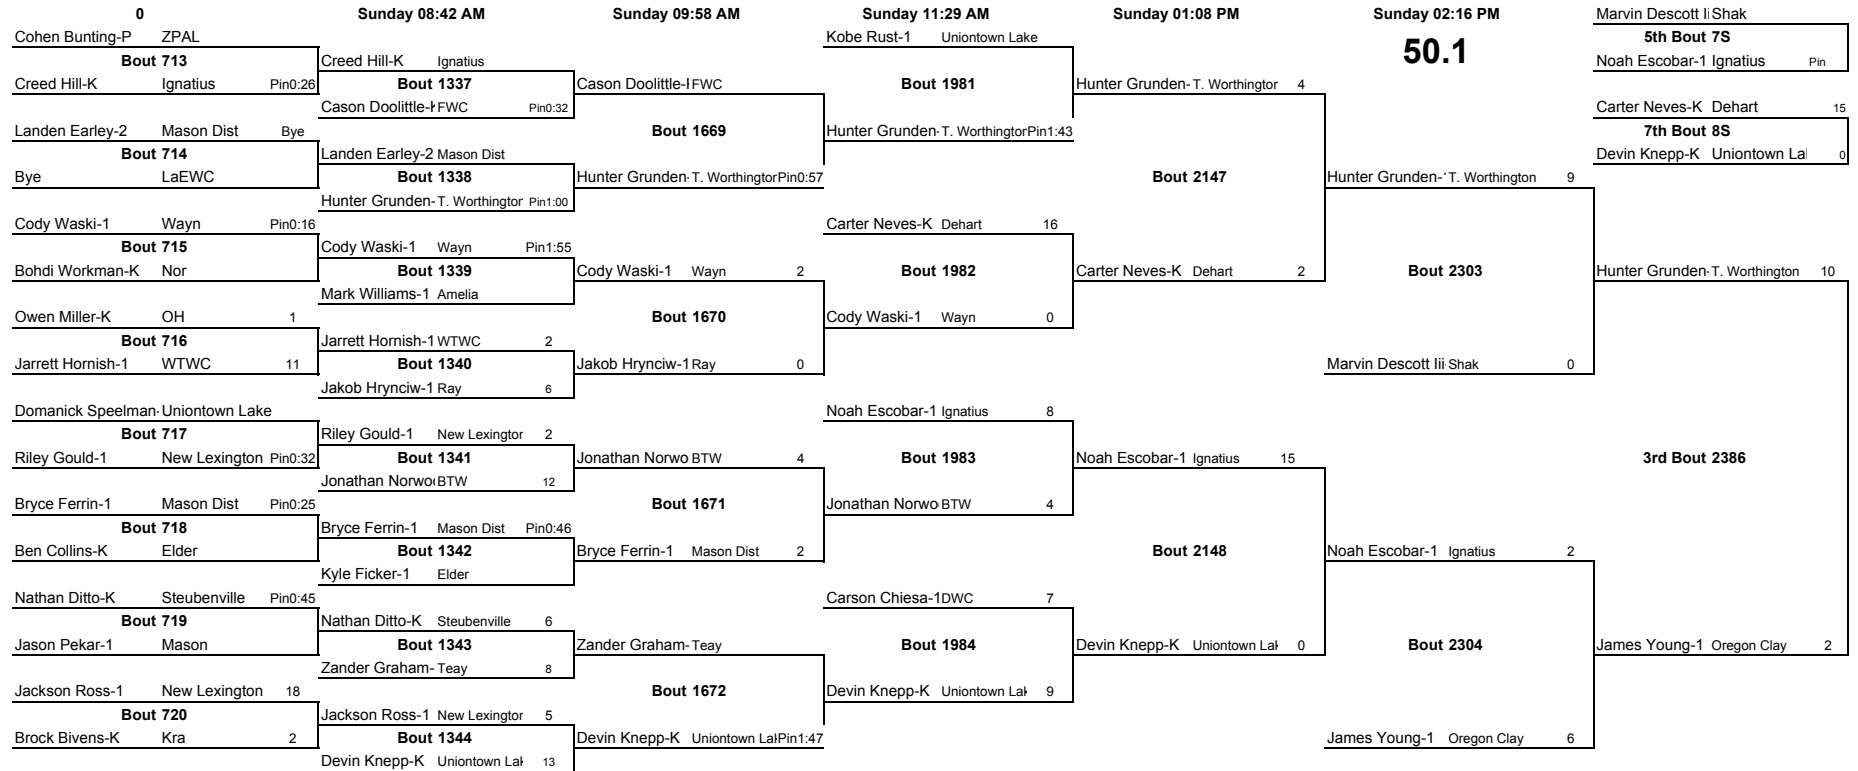 0 Sunday 08:42 AM Sunday 09:58 AM Sunday 11:29 AM Sunday 01:08 PM Sunday 02:16 PM Marvin Descott Ii Shak
Cohen Bunting-P ZPAL Kobe Rust-1 Uniontown Lake 50.1 5th Bout 7S
Bout 713 Creed Hill-K Ignatius Noah Escobar-1 Ignatius Pin
Creed Hill-K Ignatius Pin0:26 Bout 1337 Cason Doolittle- FWC Bout 1981 Hunter Grunden- T. Worthington 4
Cason Doolittle- FWC Pin0:32 Carter Neves-K Dehart 15
Landen Earley-2 Mason Dist Bye Bout 1669 Hunter Grunden- T. Worthington Pin1:43 7th Bout 8S
Bout 714 Landen Earley-2 Mason Dist Devin Knepp-K Uniontown Lal 0
Bye LaEWC Bout 1338 Hunter Grunden- T. Worthington Pin0:57 Bout 2147 Hunter Grunden-' T. Worthington 9
Hunter Grunden- T. Worthington Pin1:00
Cody Waski-1 Wayn Pin0:16 Carter Neves-K Dehart 16
Bout 715 Cody Waski-1 Wayn Pin1:55
Bohdi Workman-K Nor Bout 1339 Cody Waski-1 Wayn 2 Bout 1982 Carter Neves-K Dehart 2 Bout 2303 Hunter Grunden- T. Worthington 10
Mark Williams-1 Amelia
Owen Miller-K OH 1 Bout 1670 Cody Waski-1 Wayn 0
Bout 716 Jarrett Hornish-1 WTWC 2
Jarrett Hornish-1 WTWC 11 Bout 1340 Jakob Hrynciw-1 Ray 0 Marvin Descott Iii Shak 0
Jakob Hrynciw-1 Ray 6
Domanick Speelman- Uniontown Lake Noah Escobar-1 Ignatius 8
Bout 717 Riley Gould-1 New Lexington 2
Riley Gould-1 New Lexington Pin0:32 Bout 1341 Jonathan Norwo BTW 4 Bout 1983 Noah Escobar-1 Ignatius 15 3rd Bout 2386
Jonathan Norwo BTW 12
Bryce Ferrin-1 Mason Dist Pin0:25 Bout 1671 Jonathan Norwo BTW 4
Bout 718 Bryce Ferrin-1 Mason Dist Pin0:46
Ben Collins-K Elder Bout 1342 Bryce Ferrin-1 Mason Dist 2 Bout 2148 Noah Escobar-1 Ignatius 2
Kyle Ficker-1 Elder
Nathan Ditto-K Steubenville Pin0:45 Carson Chiesa-1 DWC 7
Bout 719 Nathan Ditto-K Steubenville 6
Jason Pekar-1 Mason Bout 1343 Zander Graham- Teay Bout 1984 Devin Knepp-K Uniontown Lal 0 Bout 2304 James Young-1 Oregon Clay 2
Zander Graham- Teay 8
Jackson Ross-1 New Lexington 18 Bout 1672 Devin Knepp-K Uniontown Lal 9
Bout 720 Jackson Ross-1 New Lexington 5
Brock Bivens-K Kra 2 Bout 1344 Devin Knepp-K Uniontown Lal Pin1:47 James Young-1 Oregon Clay 6
Devin Knepp-K Uniontown Lal 13